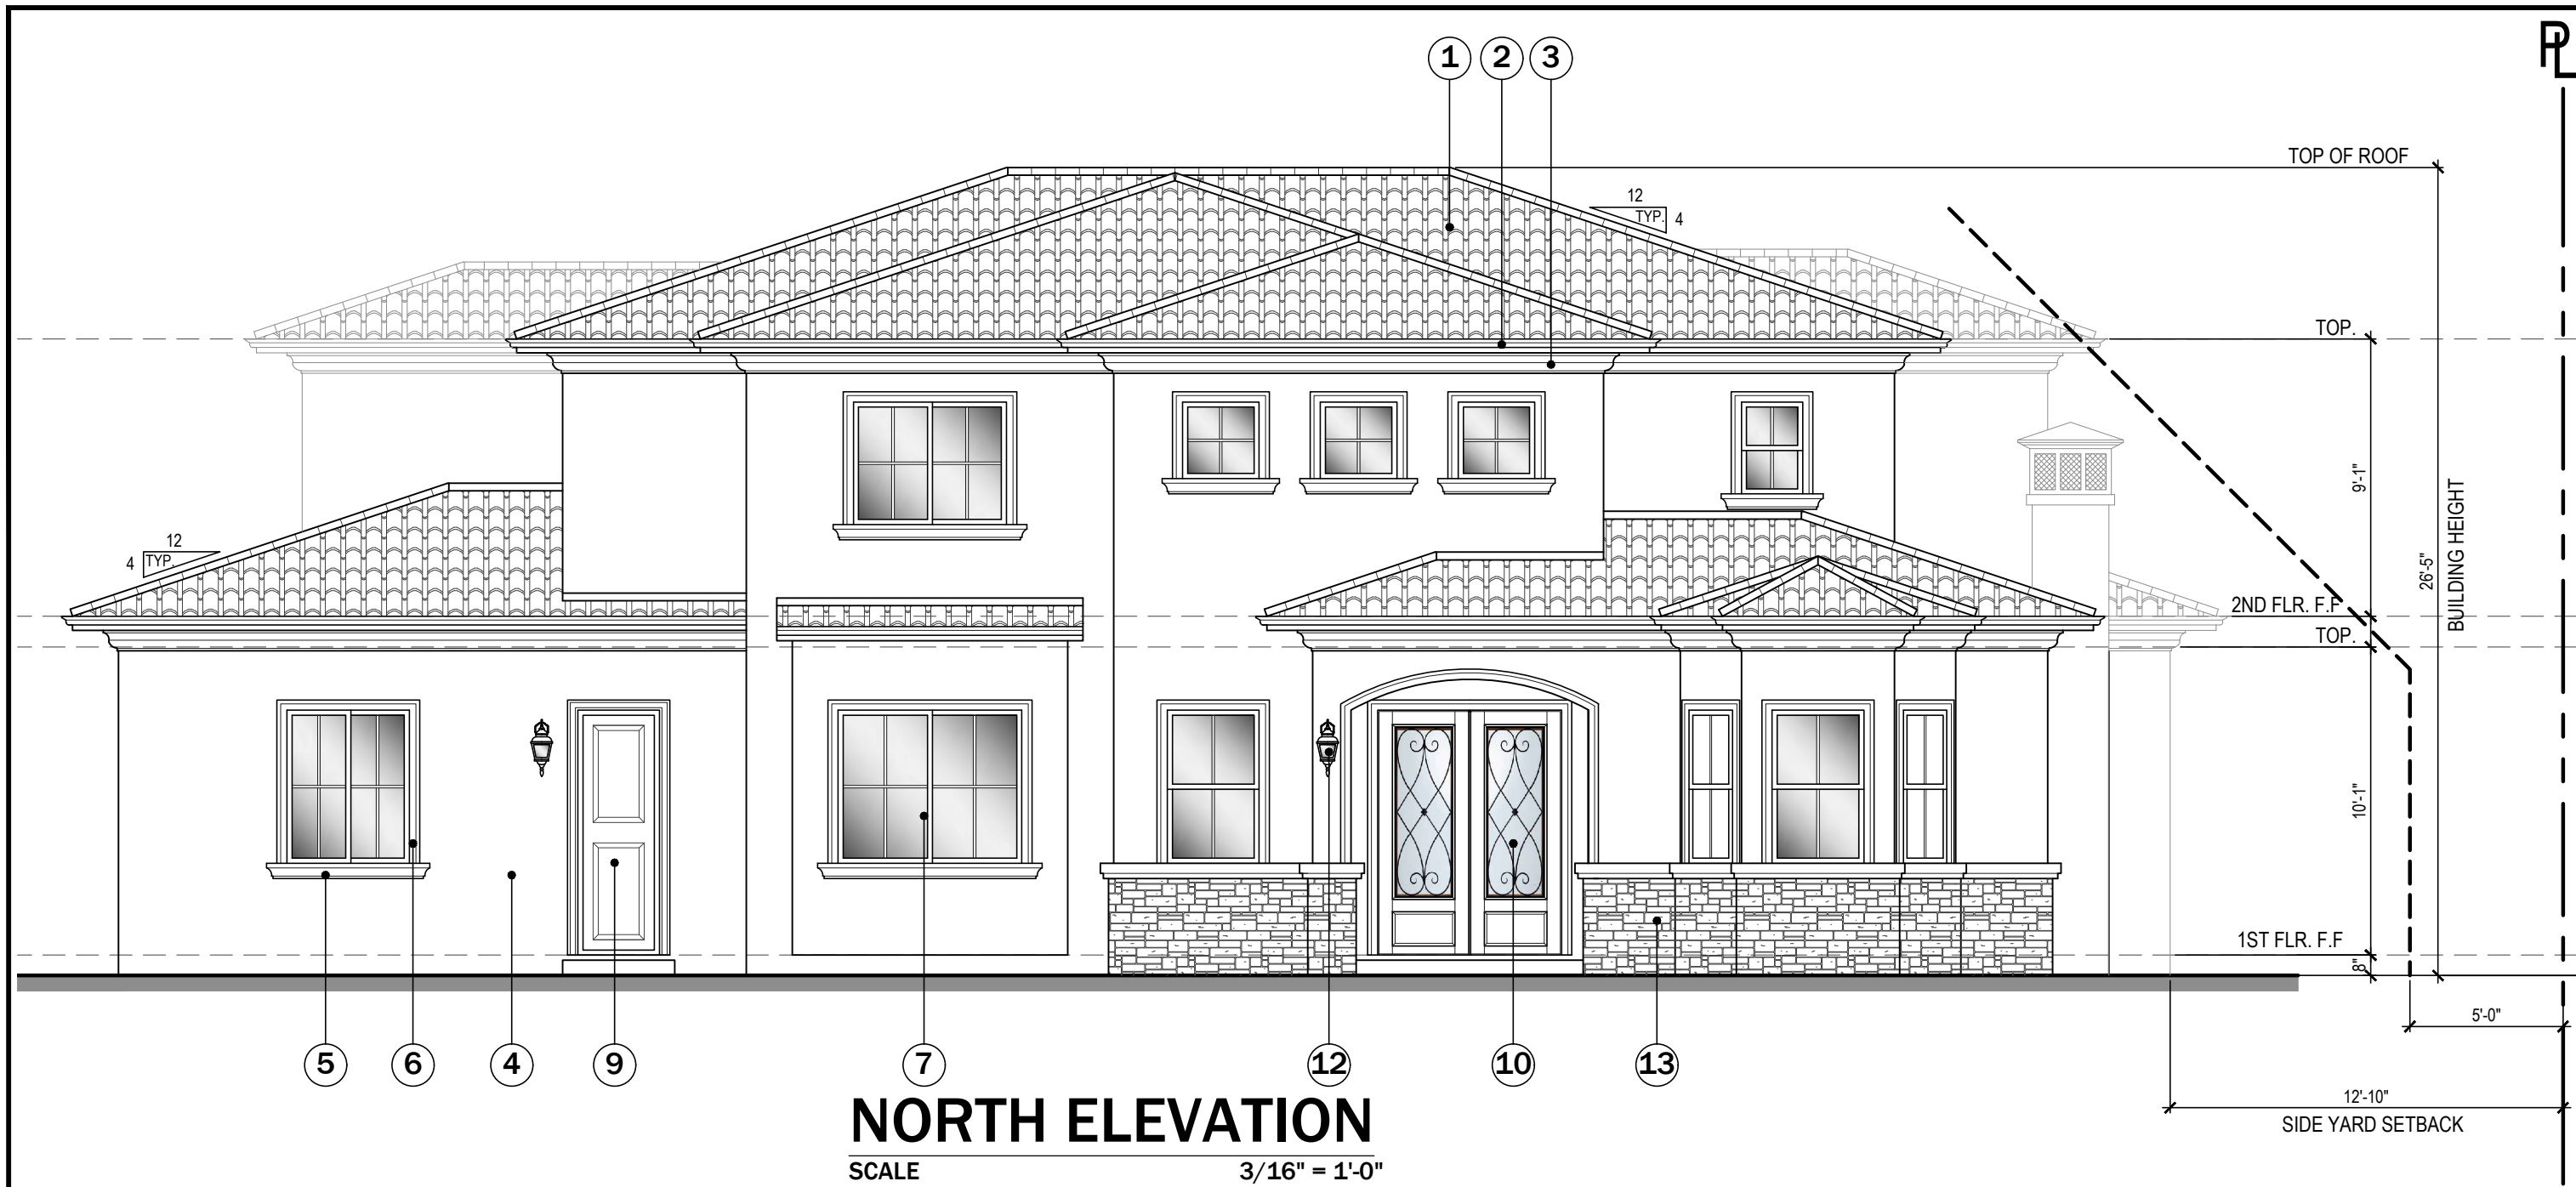 1 2 3
PL
TOP OF ROOF
12
TYP.
4
TOP.
9'-1"
BUILDING HEIGHT
26'-5"
12
4
TYP.
2ND FLR. F.F
TOP.
10'-1"
1ST FLR. F.F
8"
5'-0"
5 6 4 9 7 12 10 13
12'-10"
SIDE YARD SETBACK
NORTH ELEVATION
SCALE 3/16" = 1'-0"